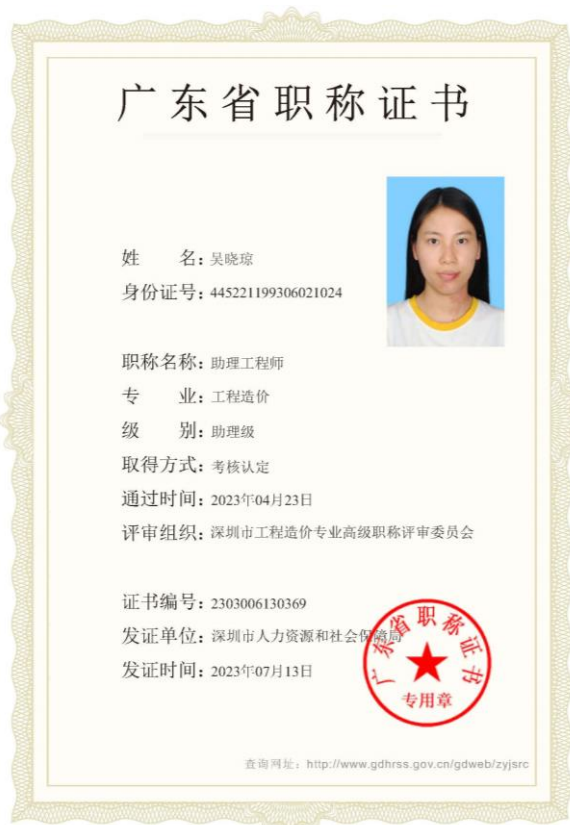 广东省职称证书
姓 名：吴晓琼
身份证号：445221199306021024
职称名称：助理工程师
专 业：工程造价
级 别：助理级
取得方式：考核认定
通过时间：2023年04月23日
评审组织：深圳市工程造价专业高级职称评审委员会
证书编号：2303006130369
发证单位：深圳市人力资源和社会保障局
发证时间：2023年07月13日
广东省职称证书
专用章
查询网址：http://www.gdhrss.gov.cn/gdweb/zyjsrc